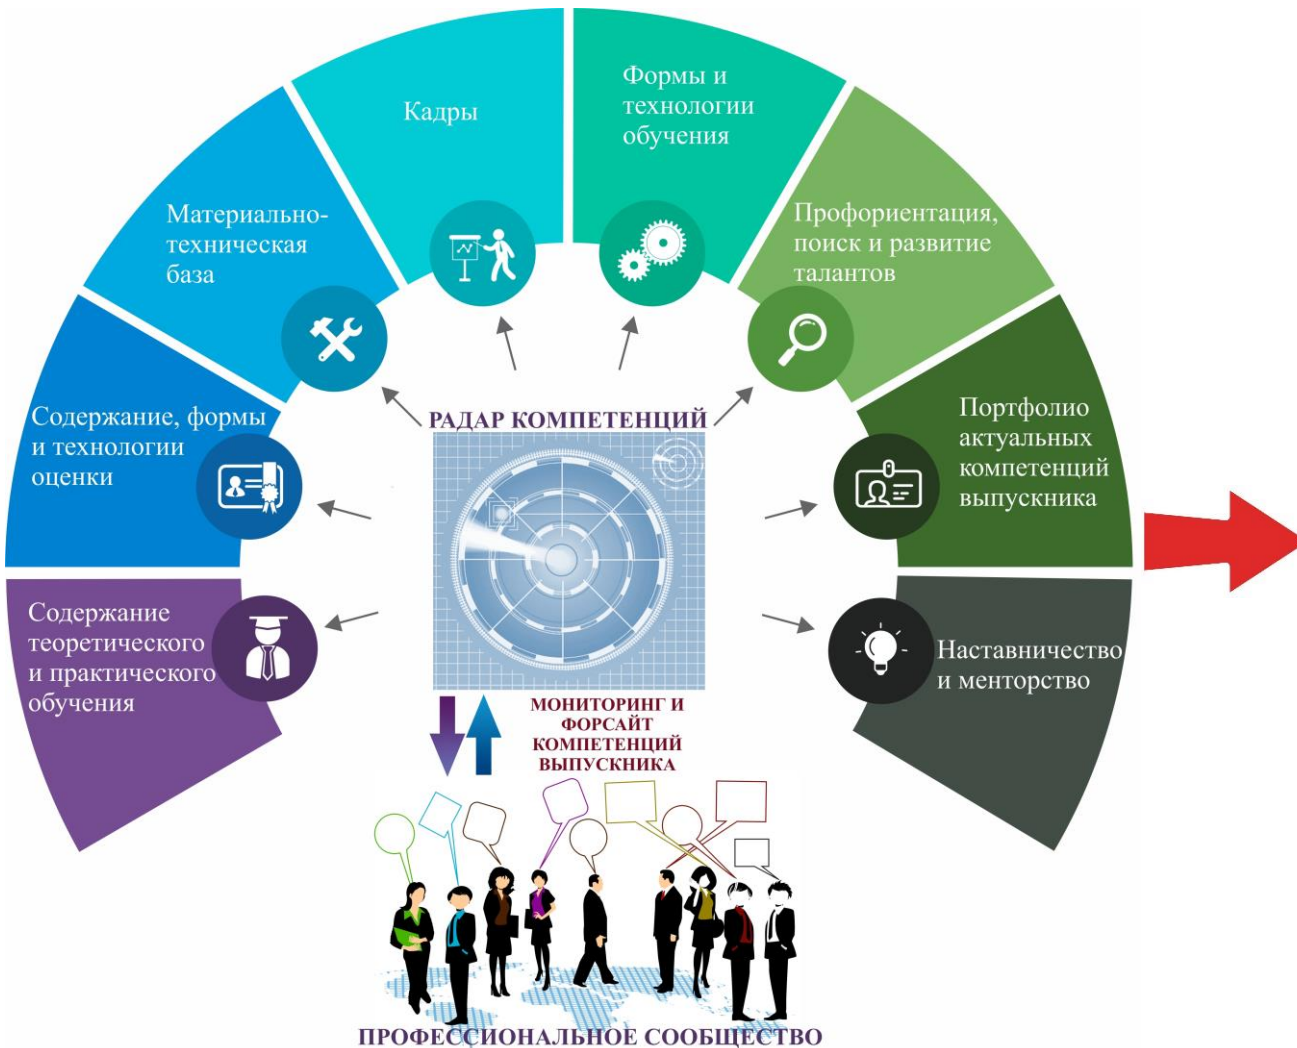 Кадры
Формы и
технологии
обучения
Материально-
техническая
база
Профориентация,
поиск и развитие
талантов
Содержание, формы
и технологии
оценки
РАДАР КОМПЕТЕНЦИЙ
Портфолио
актуальных
компетенций
выпускника
Содержание
теоретического
и практического
обучения
Наставничество
и менторство
МОНИТОРИНГ И
ФОРСАЙТ
КОМПЕТЕНЦИЙ
ВЫПУСКНИКА
ПРОФЕССИОНАЛЬНОЕ СООБЩЕСТВО